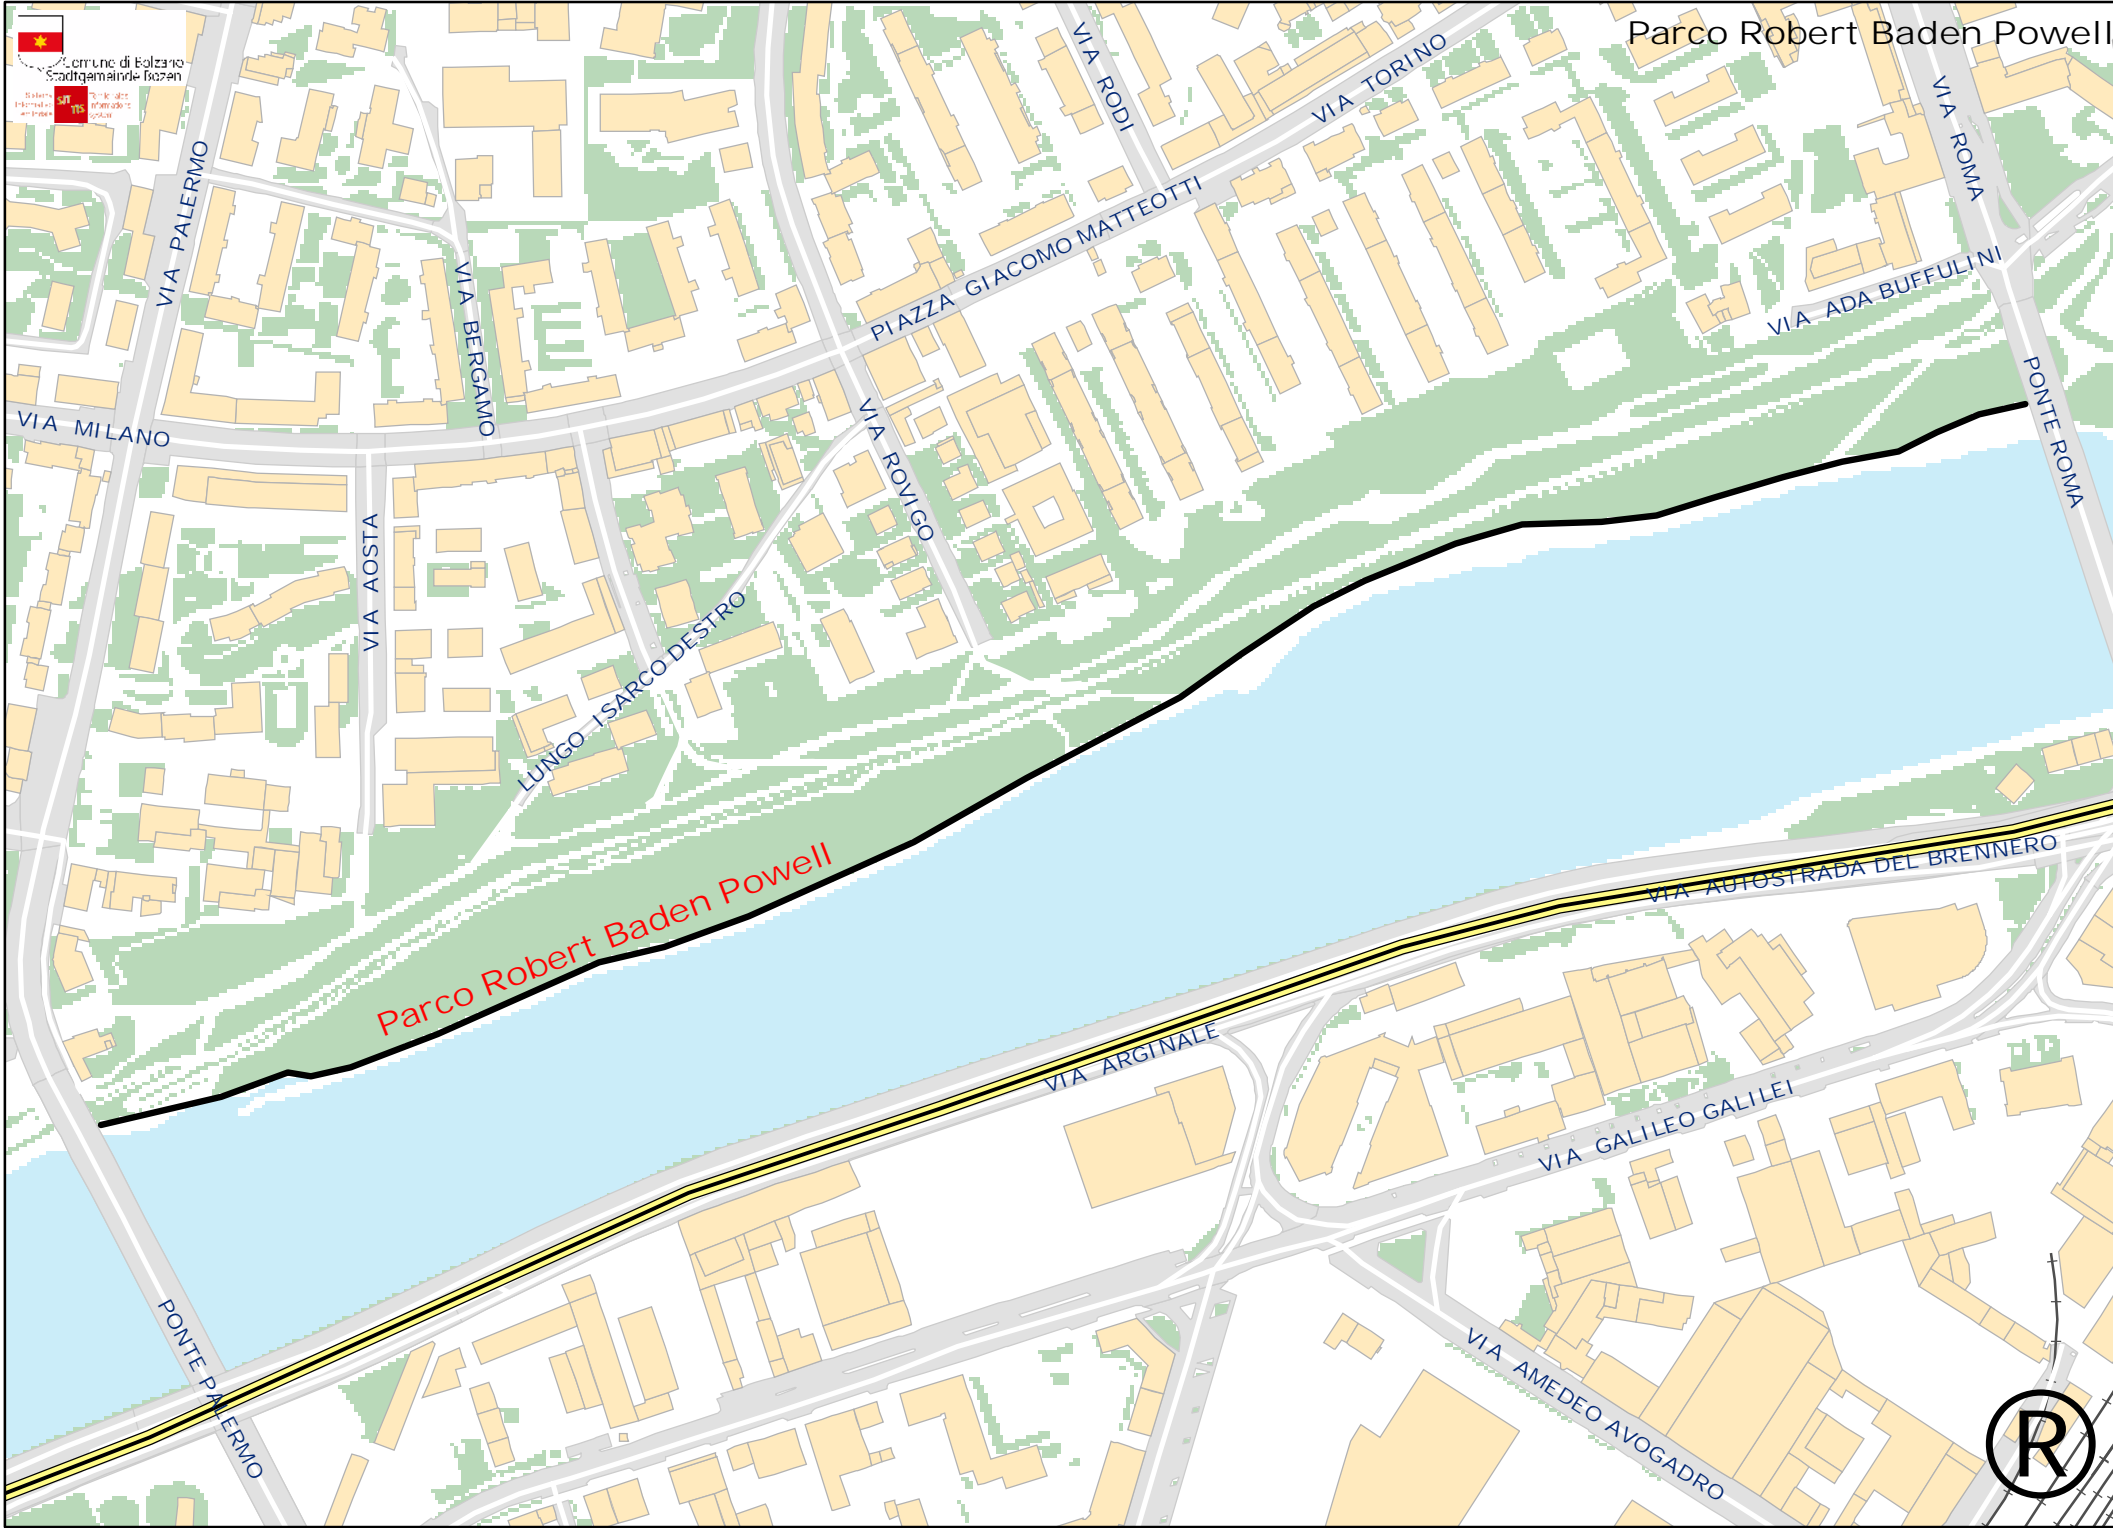 Parco Robert Baden Powell
Comune di Bolzano
Stadtgemeinde Bozen
SIT
TIS
VIA PALERMO
VIA RODI
VIA TORINO
VIA ROMA
VIA BERGAMO
PIAZZA GIACOMO MATTEOTTI
VIA ADA BUFFULINI
VIA MILANO
VIA ROVIGO
PONTE ROMA
VIA AOSTA
LUNGO ISARCO DESTRO
Parco Robert Baden Powell
VIA AUTOSTRADA DEL BRENNERO
VIA ARGINALE
VIA GALILEO GALILEI
PONTE PALERMO
VIA AMEDEO AVOGADRO
R